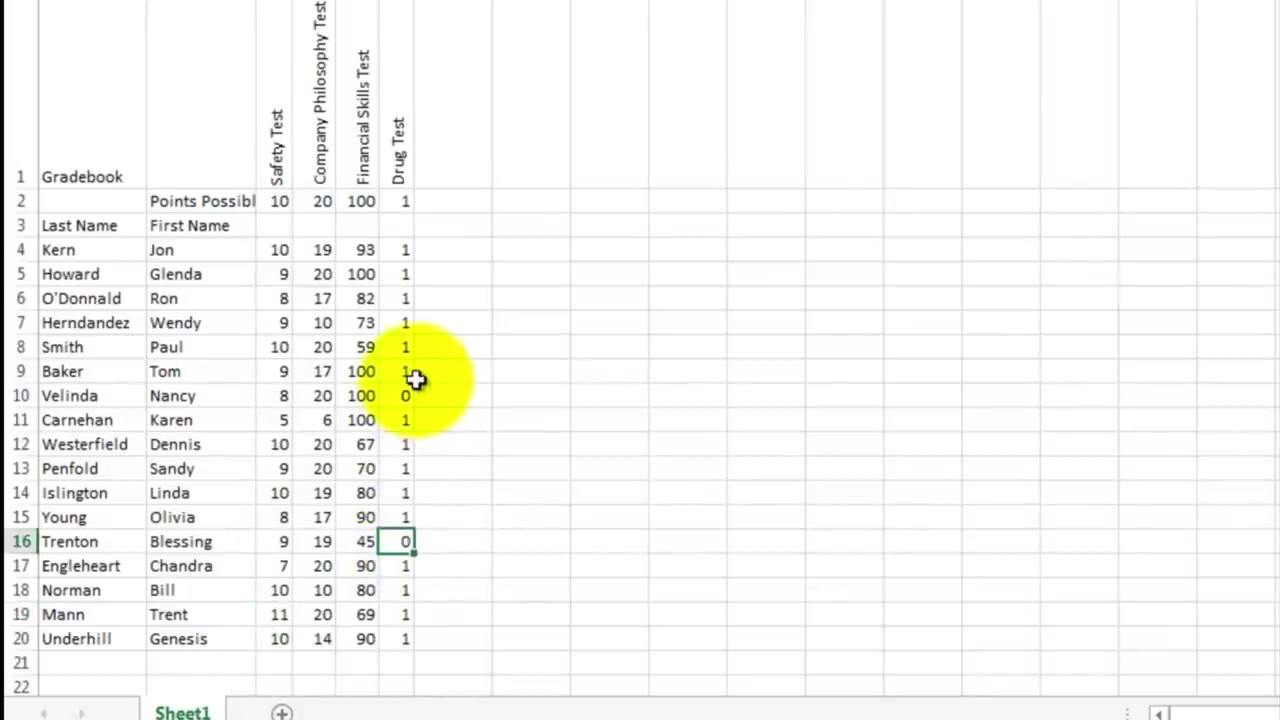 Safety Test
Company Philosophy Test
Financial Skills Test
Drug Test
1 Gradebook
2 Points Possibl 10 20 100 1
3 Last Name First Name
4 Kern Jon 10 19 93 1
5 Howard Glenda 9 20 100 1
6 O'Donnald Ron 8 17 82 1
7 Herndandez Wendy 9 10 73 1
8 Smith Paul 10 20 59 1
9 Baker Tom 9 17 100 1
10 Velinda Nancy 8 20 100 0
11 Carnehan Karen 5 6 100 1
12 Westerfield Dennis 10 20 67 1
13 Penfold Sandy 9 20 70 1
14 Islington Linda 10 19 80 1
15 Young Olivia 8 17 90 1
16 Trenton Blessing 9 19 45 0
17 Engleheart Chandra 7 20 90 1
18 Norman Bill 10 10 80 1
19 Mann Trent 11 20 69 1
20 Underhill Genesis 10 14 90 1
21
22
Sheet1